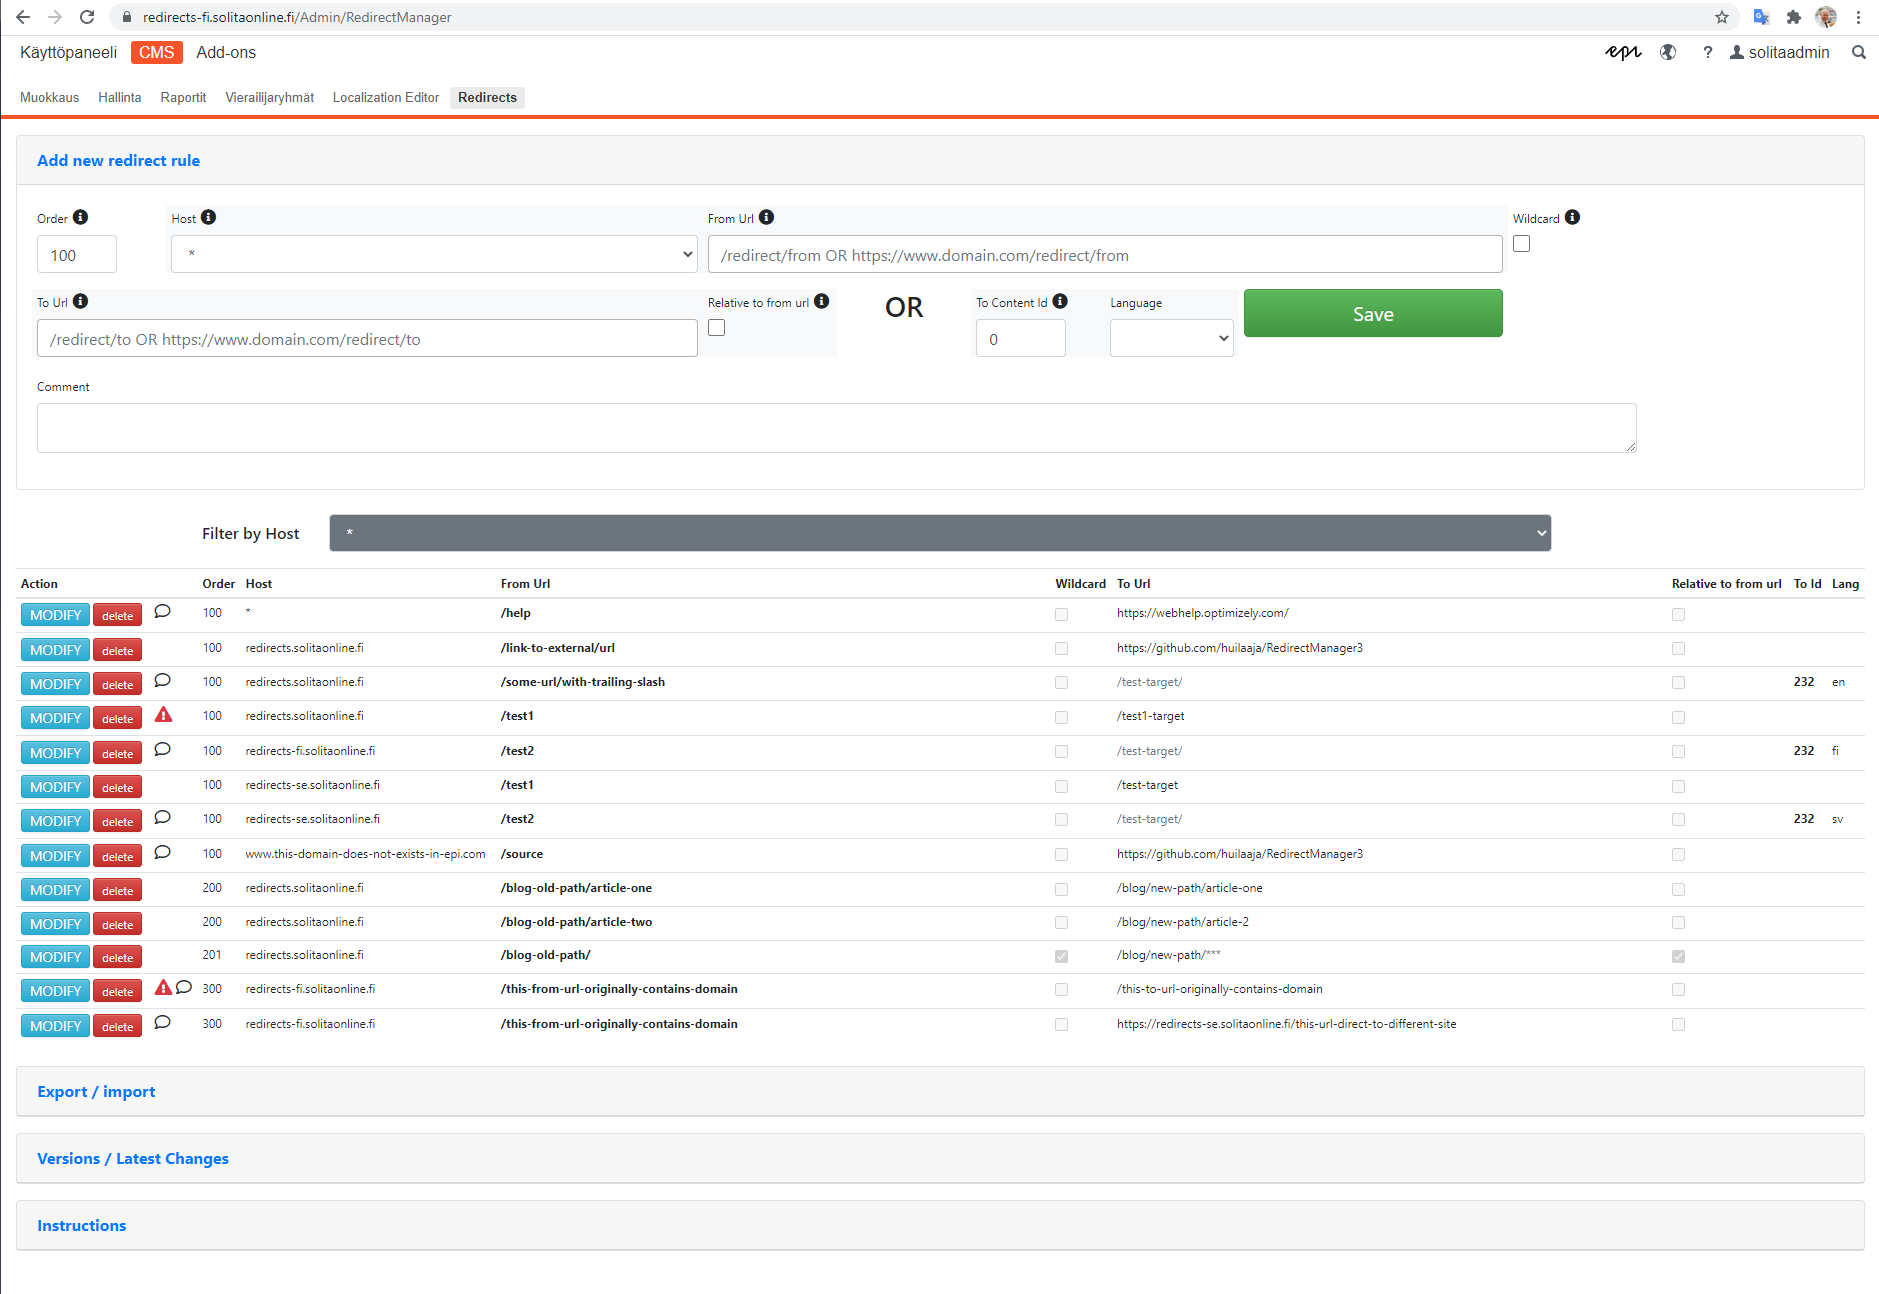 redirects-fi.solitaonline.fi/Admin/RedirectManager
Käyttöpaneeli CMS Add-ons epi ? solitaadmin
Muokkaus Hallinta Raportit Vierailijaryhmät Localization Editor Redirects
Add new redirect rule
Order Host From Url Wildcard
100 * /redirect/from OR https://www.domain.com/redirect/from
To Url Relative to from url OR To Content Id Language Save
/redirect/to OR https://www.domain.com/redirect/to 0
Comment
Filter by Host *
Action Order Host From Url Wildcard To Url Relative to from url To Id Lang
MODIFY delete 100 * /help https://webhelp.optimizely.com/
MODIFY delete 100 redirects.solitaonline.fi /link-to-external/url https://github.com/huilaaja/RedirectManager3
MODIFY delete 100 redirects.solitaonline.fi /some-url/with-trailing-slash /test-target/ 232 en
MODIFY delete 100 redirects.solitaonline.fi /test1 /test1-target
MODIFY delete 100 redirects-fi.solitaonline.fi /test2 /test-target/ 232 fi
MODIFY delete 100 redirects-se.solitaonline.fi /test1 /test-target
MODIFY delete 100 redirects-se.solitaonline.fi /test2 /test-target/ 232 sv
MODIFY delete 100 www.this-domain-does-not-exists-in-epi.com /source https://github.com/huilaaja/RedirectManager3
MODIFY delete 200 redirects.solitaonline.fi /blog-old-path/article-one /blog/new-path/article-one
MODIFY delete 200 redirects.solitaonline.fi /blog-old-path/article-two /blog/new-path/article-2
MODIFY delete 201 redirects.solitaonline.fi /blog-old-path/ /blog/new-path/***
MODIFY delete 300 redirects-fi.solitaonline.fi /this-from-url-originally-contains-domain /this-to-url-originally-contains-domain
MODIFY delete 300 redirects-fi.solitaonline.fi /this-from-url-originally-contains-domain https://redirects-se.solitaonline.fi/this-url-direct-to-different-site
Export / import
Versions / Latest Changes
Instructions